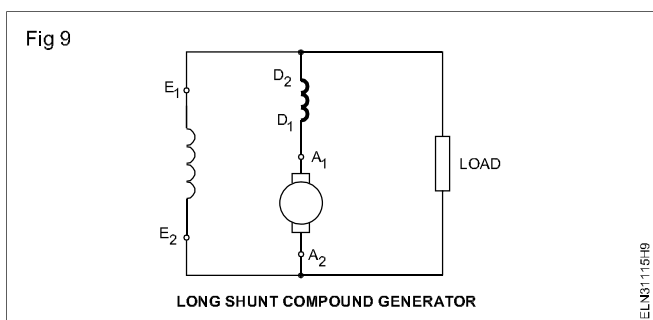 Fig 9
D₂
E₁
D₁
A₁
LOAD
E₂
A₂
LONG SHUNT COMPOUND GENERATOR
ELN31115H9